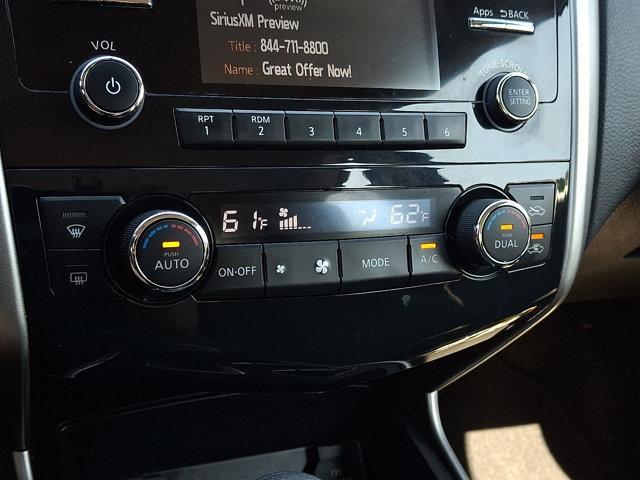 preview
SiriusXM Preview
Title : 844-711-8800
Name : Great Offer Now!
Apps BACK
VOL
TUNE·SCROLL
ENTER
SETTING
RPT
1
RDM
2
3
4
5
6
61°F
62°F
PUSH
AUTO
ON·OFF
MODE
A/C
PUSH
DUAL